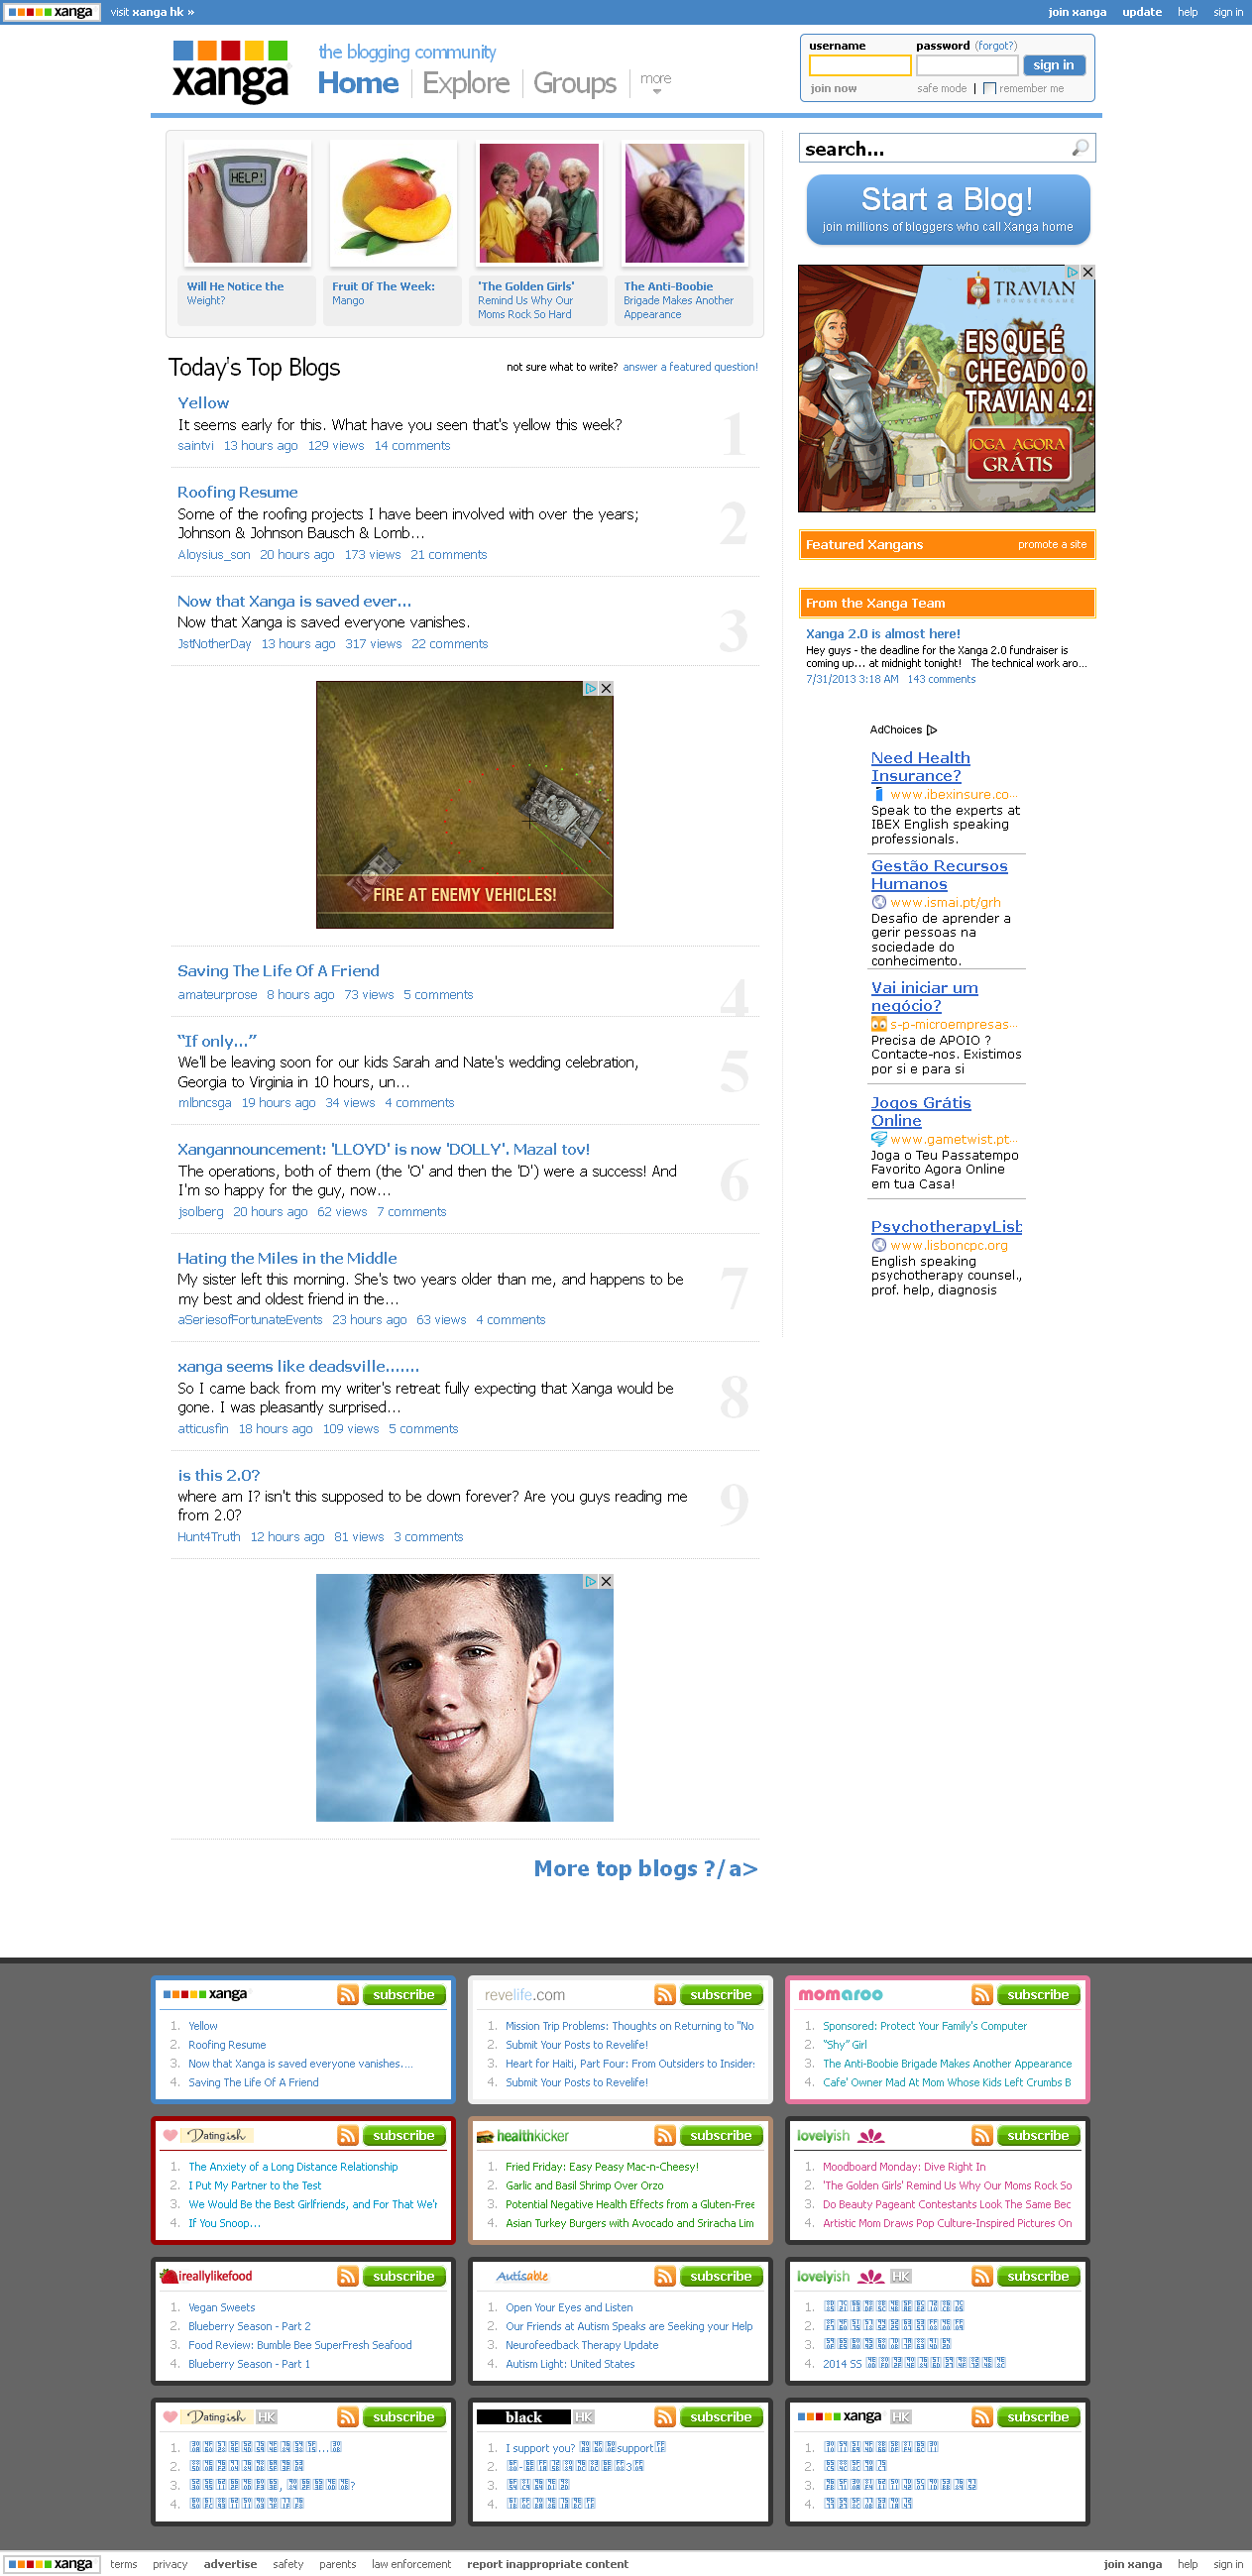 xanga visit xanga hk » join xanga update help sign in
xanga
the blogging community
Home Explore Groups more
username password (forgot?)
sign in
join now safe mode | remember me
HELP!
Will He Notice the
Weight?
Fruit Of The Week:
Mango
'The Golden Girls'
Remind Us Why Our
Moms Rock So Hard
The Anti-Boobie
Brigade Makes Another
Appearance
search...
Start a Blog!
join millions of bloggers who call Xanga home
TRAVIAN
EIS QUE É
CHEGADO O
TRAVIAN 4.2!
JOGA AGORA
GRÁTIS
Today's Top Blogs not sure what to write? answer a featured question!
Yellow
It seems early for this. What have you seen that's yellow this week?
saintvi 13 hours ago 129 views 14 comments
1
Roofing Resume
Some of the roofing projects I have been involved with over the years;
Johnson & Johnson Bausch & Lomb...
Aloysius_son 20 hours ago 173 views 21 comments
2
Now that Xanga is saved ever...
Now that Xanga is saved everyone vanishes.
JstNotherDay 13 hours ago 317 views 22 comments
3
FIRE AT ENEMY VEHICLES!
Saving The Life Of A Friend
amateurprose 8 hours ago 73 views 5 comments
4
"If only..."
We'll be leaving soon for our kids Sarah and Nate's wedding celebration,
Georgia to Virginia in 10 hours, un...
mlbncsga 19 hours ago 34 views 4 comments
5
Xangannouncement: 'LLOYD' is now 'DOLLY'. Mazal tov!
The operations, both of them (the 'O' and then the 'D') were a success! And
I'm so happy for the guy, now...
jsolberg 20 hours ago 62 views 7 comments
6
Hating the Miles in the Middle
My sister left this morning. She's two years older than me, and happens to be
my best and oldest friend in the...
aSeriesofFortunateEvents 23 hours ago 63 views 4 comments
7
xanga seems like deadsville.......
So I came back from my writer's retreat fully expecting that Xanga would be
gone. I was pleasantly surprised...
atticusfin 18 hours ago 109 views 5 comments
8
is this 2.0?
where am I? isn't this supposed to be down forever? Are you guys reading me
from 2.0?
Hunt4Truth 12 hours ago 81 views 3 comments
9
More top blogs ?/a>
Featured Xangans promote a site
From the Xanga Team
Xanga 2.0 is almost here!
Hey guys - the deadline for the Xanga 2.0 fundraiser is
coming up... at midnight tonight! The technical work aro...
7/31/2013 3:18 AM 143 comments
AdChoices
Need Health
Insurance?
www.ibexinsure.co...
Speak to the experts at
IBEX English speaking
professionals.
Gestão Recursos
Humanos
www.ismai.pt/grh
Desafio de aprender a
gerir pessoas na
sociedade do
conhecimento.
Vai iniciar um
negócio?
s-p-microempresas...
Precisa de APOIO ?
Contacte-nos. Existimos
por si e para si
Jogos Grátis
Online
www.gametwist.pt...
Joga o Teu Passatempo
Favorito Agora Online
em tua Casa!
PsychotherapyLisb
www.lisboncpc.org
English speaking
psychotherapy counsel.,
prof. help, diagnosis
xanga subscribe
1. Yellow
2. Roofing Resume
3. Now that Xanga is saved everyone vanishes....
4. Saving The Life Of A Friend
revelife.com subscribe
1. Mission Trip Problems: Thoughts on Returning to "No
2. Submit Your Posts to Revelife!
3. Heart for Haiti, Part Four: From Outsiders to Insiders
4. Submit Your Posts to Revelife!
momaroo subscribe
1. Sponsored: Protect Your Family's Computer
2. "Shy" Girl
3. The Anti-Boobie Brigade Makes Another Appearance
4. Cafe' Owner Mad At Mom Whose Kids Left Crumbs B
Datingish subscribe
1. The Anxiety of a Long Distance Relationship
2. I Put My Partner to the Test
3. We Would Be the Best Girlfriends, and For That We'r
4. If You Snoop...
healthkicker subscribe
1. Fried Friday: Easy Peasy Mac-n-Cheesy!
2. Garlic and Basil Shrimp Over Orzo
3. Potential Negative Health Effects from a Gluten-Free
4. Asian Turkey Burgers with Avocado and Sriracha Lim
lovelyish subscribe
1. Moodboard Monday: Dive Right In
2. 'The Golden Girls' Remind Us Why Our Moms Rock So
3. Do Beauty Pageant Contestants Look The Same Bec
4. Artistic Mom Draws Pop Culture-Inspired Pictures On
ireallylikefood subscribe
1. Vegan Sweets
2. Blueberry Season - Part 2
3. Food Review: Bumble Bee SuperFresh Seafood
4. Blueberry Season - Part 1
Autisable subscribe
1. Open Your Eyes and Listen
2. Our Friends at Autism Speaks are Seeking your Help
3. Neurofeedback Therapy Update
4. Autism Light: United States
lovelyish HK subscribe
1.
2.
3.
4. 2014 SS
Datingish HK subscribe
1. ...
2.
3. , ?
4.
black HK subscribe
1. I support you? support
2. 3
3.
4.
xanga HK subscribe
1.
2.
3.
4.
xanga terms privacy advertise safety parents law enforcement report inappropriate content join xanga help sign in